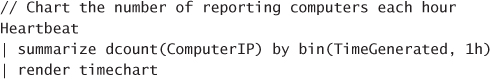 // Chart the number of reporting computers each hour
Heartbeat
| summarize dcount(ComputerIP) by bin(TimeGenerated, 1h)
| render timechart